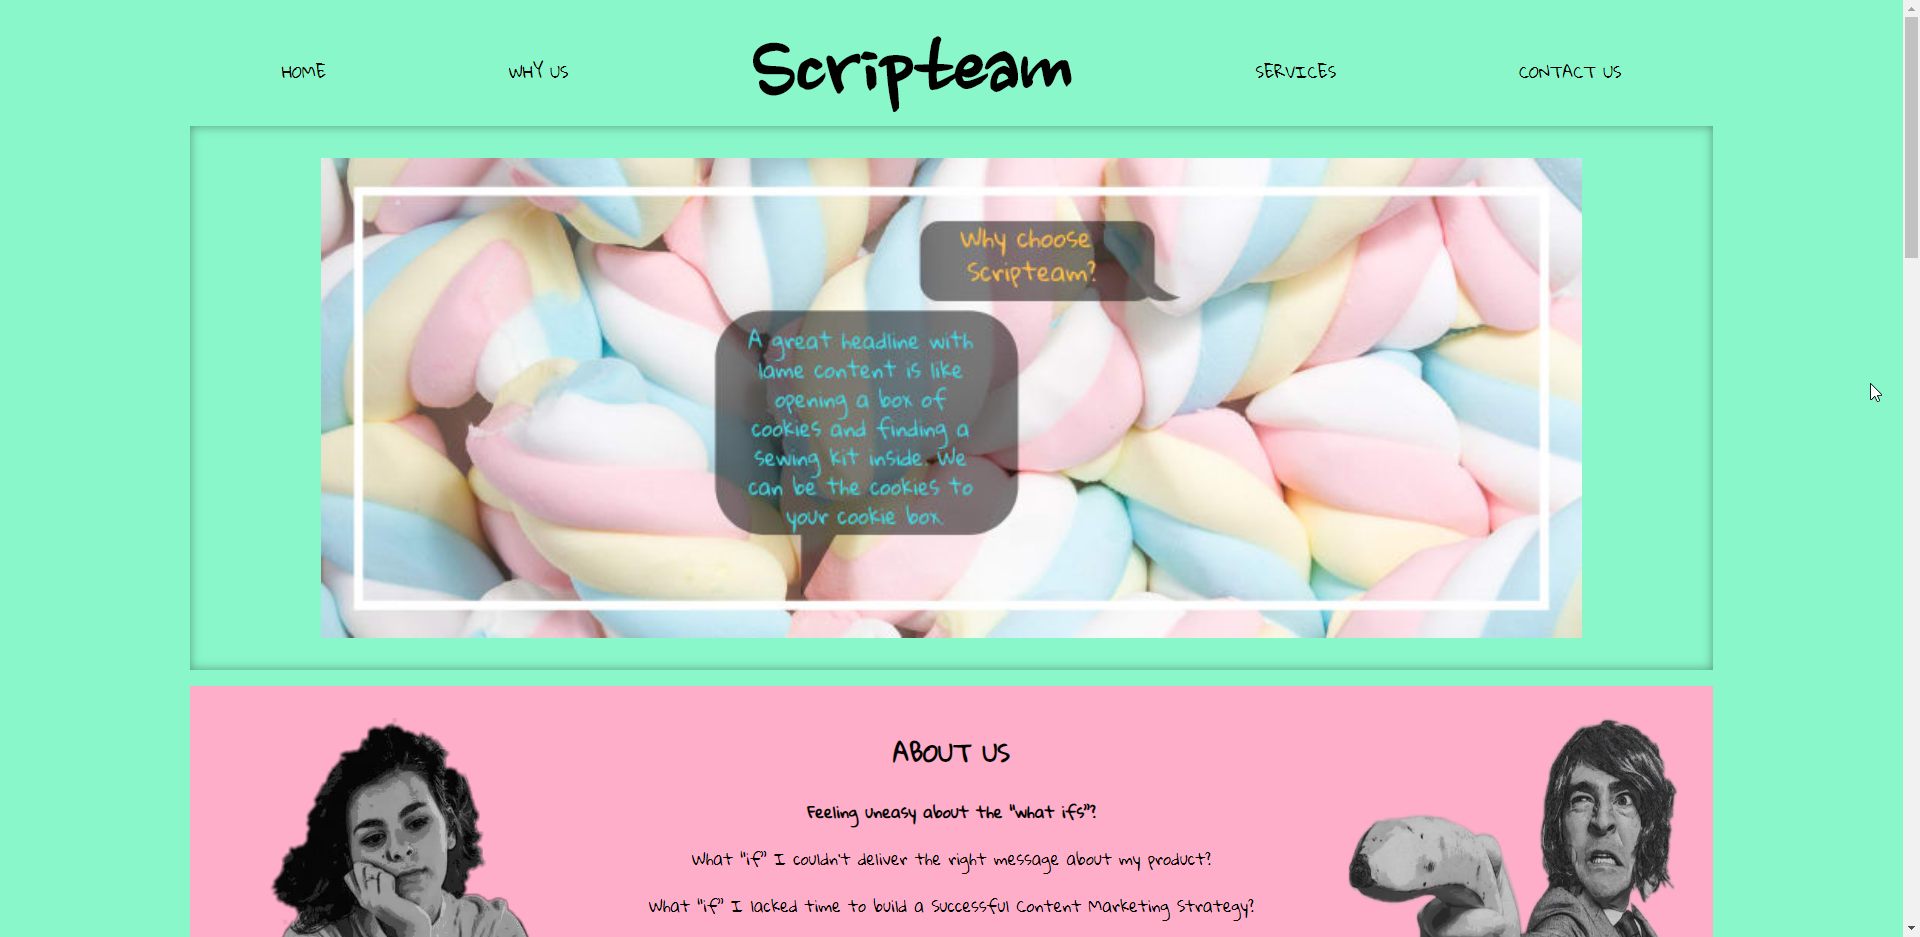 HOME
WHY US
Scripteam
SERVICES
CONTACT US
Why choose
Scripteam?
A great headline with
lame content is like
opening a box of
cookies and finding a
sewing kit inside. We
can be the cookies to
your cookie box.
ABOUT US
Feeling uneasy about the "what ifs"?
What "if" I couldn't deliver the right message about my product?
What "if" I lacked time to build a Successful Content Marketing Strategy?